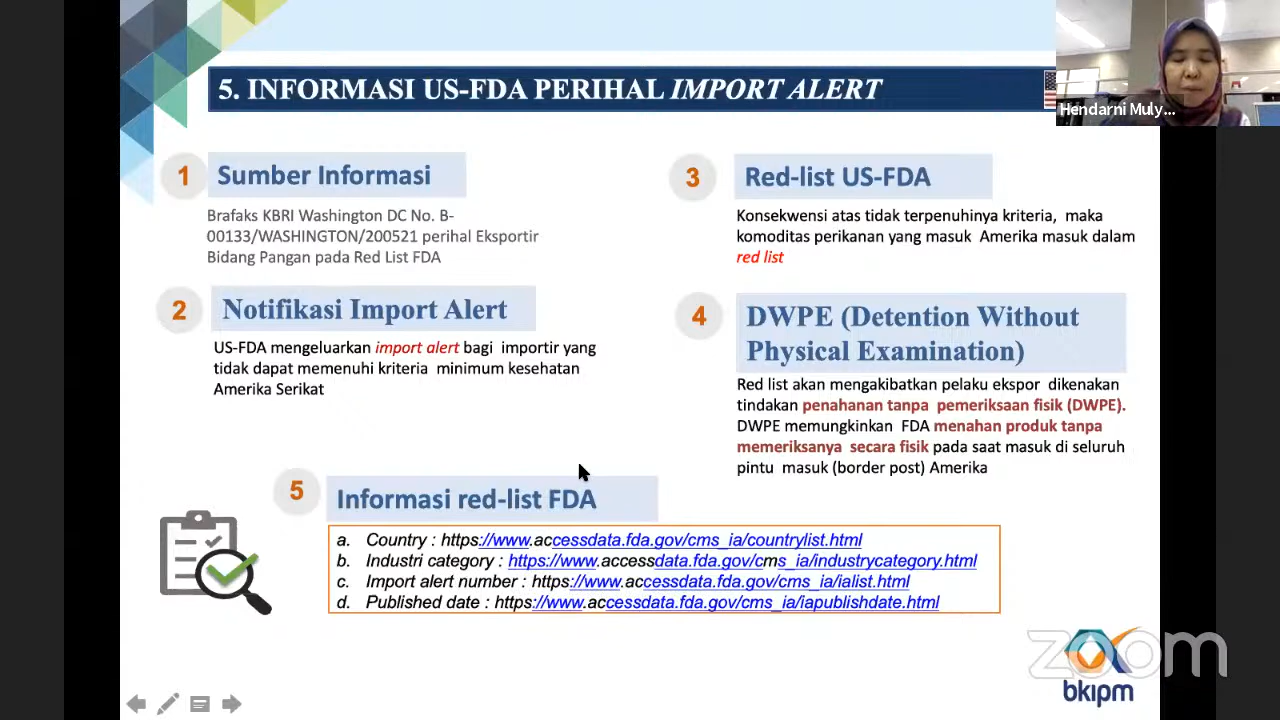 5. INFORMASI US-FDA PERIHAL IMPORT ALERT
Hendarni Muly...
1
Sumber Informasi
Brafaks KBRI Washington DC No. B-
00133/WASHINGTON/200521 perihal Eksportir
Bidang Pangan pada Red List FDA
2
Notifikasi Import Alert
US-FDA mengeluarkan import alert bagi importir yang
tidak dapat memenuhi kriteria minimum kesehatan
Amerika Serikat
3
Red-list US-FDA
Konsekwensi atas tidak terpenuhinya kriteria, maka
komoditas perikanan yang masuk Amerika masuk dalam
red list
4
DWPE (Detention Without
Physical Examination)
Red list akan mengakibatkan pelaku ekspor dikenakan
tindakan penahanan tanpa pemeriksaan fisik (DWPE).
DWPE memungkinkan FDA menahan produk tanpa
memeriksanya secara fisik pada saat masuk di seluruh
pintu masuk (border post) Amerika
5
Informasi red-list FDA
a. Country : https://www.accessdata.fda.gov/cms_ia/countrylist.html
b. Industri category : https://www.accessdata.fda.gov/cms_ia/industrycategory.html
c. Import alert number : https://www.accessdata.fda.gov/cms_ia/ialist.html
d. Published date : https://www.accessdata.fda.gov/cms_ia/iapublishdate.html
zoom
bkipm